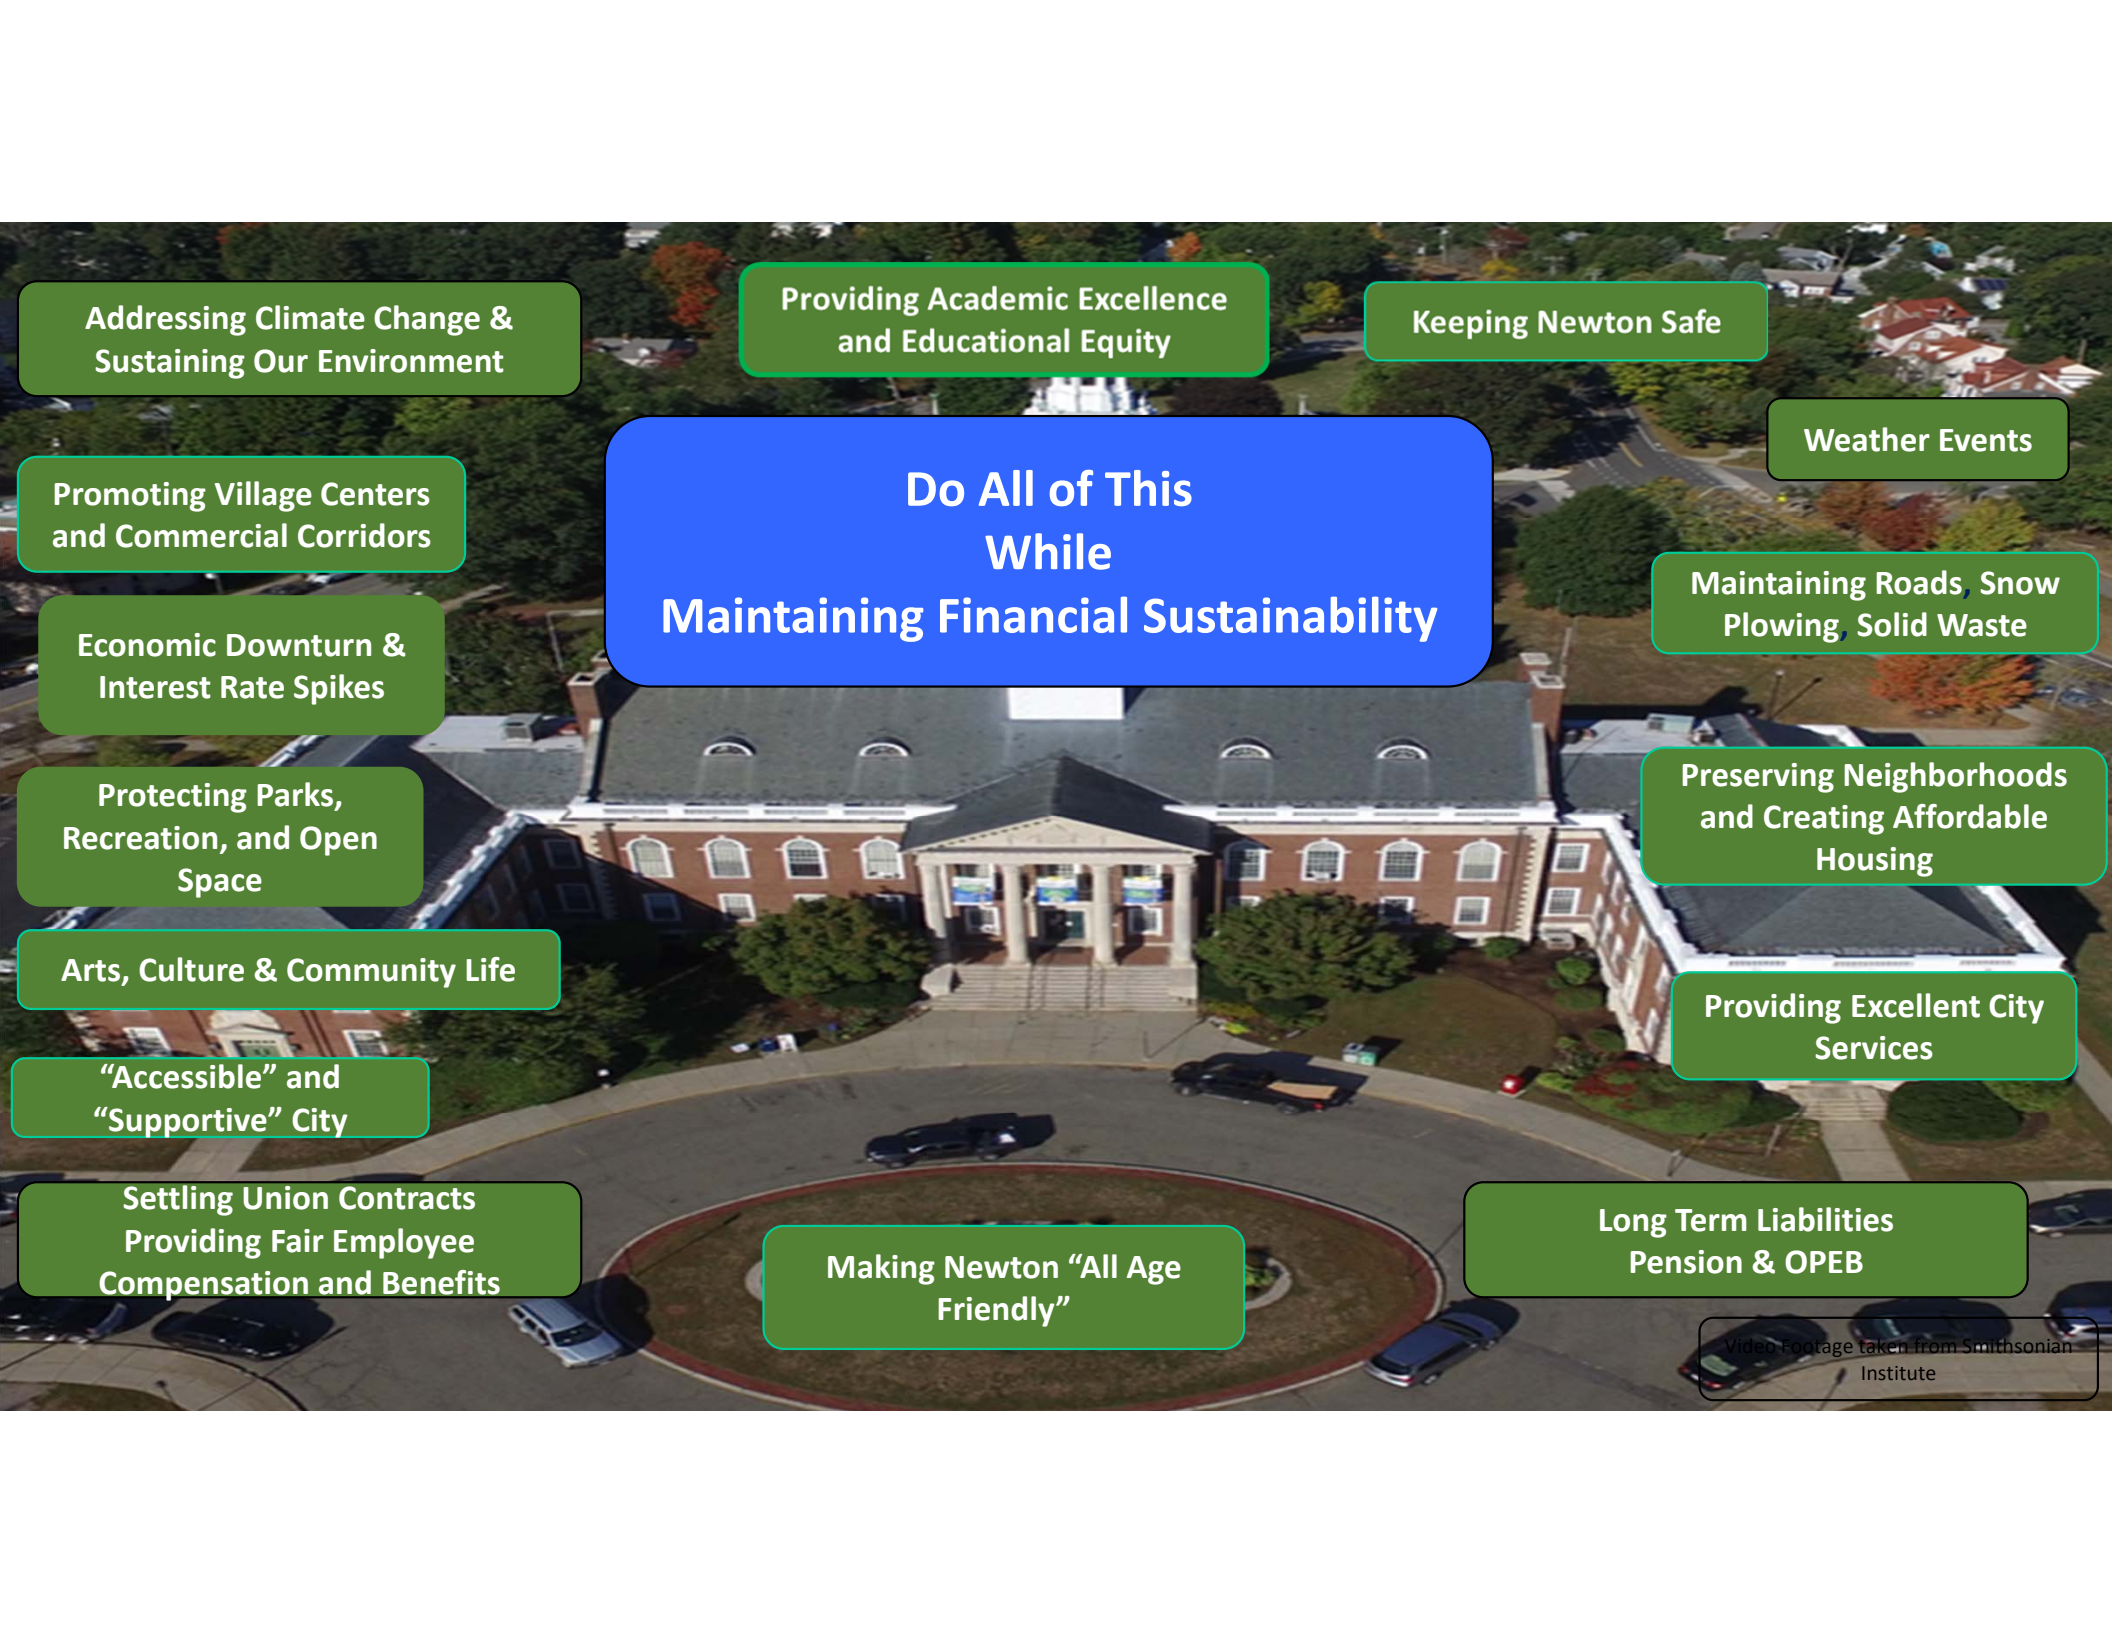 Addressing Climate Change &
Sustaining Our Environment
Providing Academic Excellence
and Educational Equity
Keeping Newton Safe
Weather Events
Do All of This
While
Maintaining Financial Sustainability
Promoting Village Centers
and Commercial Corridors
Maintaining Roads, Snow
Plowing, Solid Waste
Economic Downturn &
Interest Rate Spikes
Preserving Neighborhoods
and Creating Affordable
Housing
Protecting Parks,
Recreation, and Open
Space
Arts, Culture & Community Life
Providing Excellent City
Services
“Accessible” and
“Supportive” City
Settling Union Contracts
Providing Fair Employee
Compensation and Benefits
Making Newton “All Age
Friendly”
Long Term Liabilities
Pension & OPEB
Video Footage taken from Smithsonian
Institute